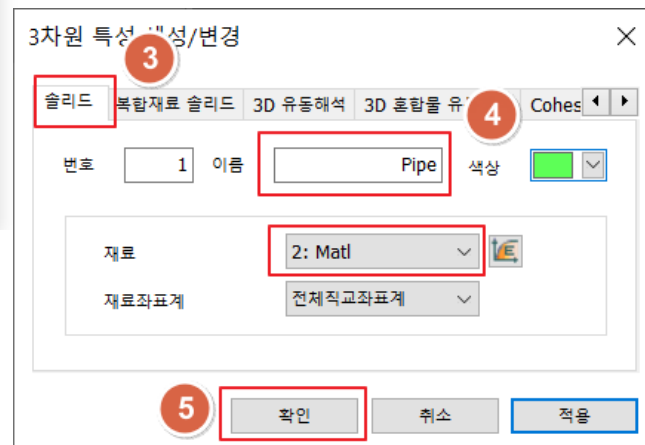 3차원 특성 생성/변경
3
솔리드 복합재료 솔리드 3D 유동해석 3D 혼합물 유 Cohes
4
번호 1 이름 Pipe 색상
재료 2: Matl
재료좌표계 전체직교좌표계
5
확인 취소 적용